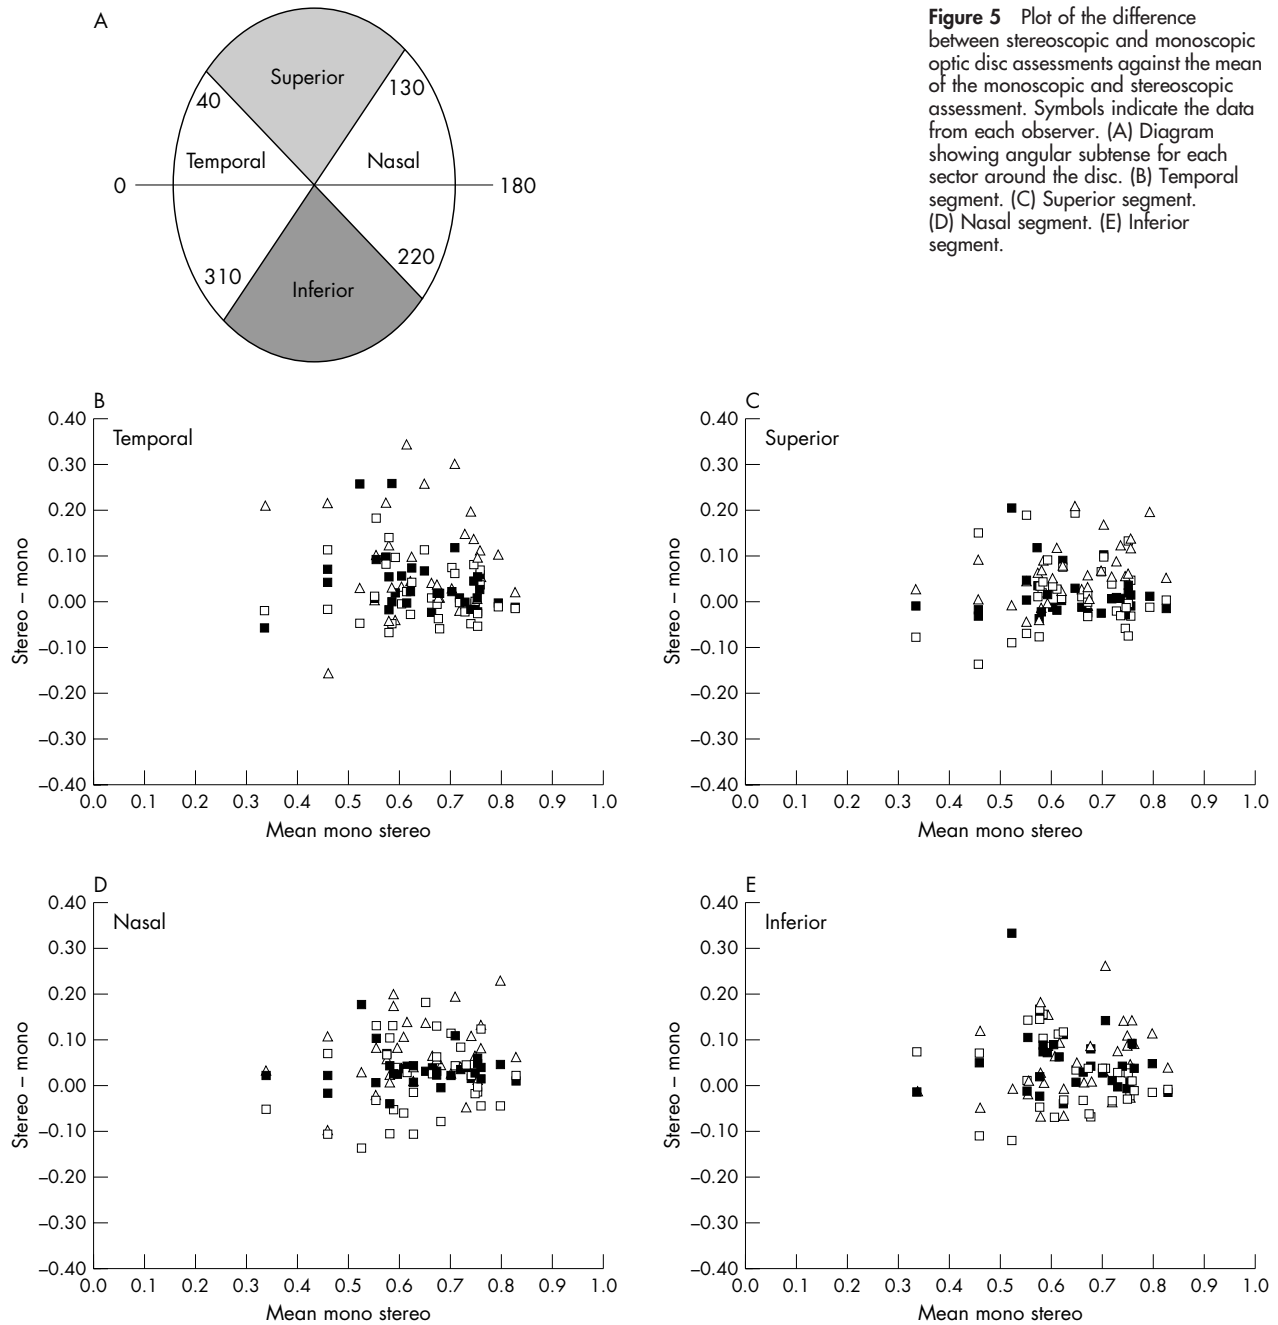 A
Superior
40
130
Temporal
Nasal
0
180
310
220
Inferior
Figure 5 Plot of the difference
between stereoscopic and monoscopic
optic disc assessments against the mean
of the monoscopic and stereoscopic
assessment. Symbols indicate the data
from each observer. (A) Diagram
showing angular subtense for each
sector around the disc. (B) Temporal
segment. (C) Superior segment.
(D) Nasal segment. (E) Inferior
segment.
B
Temporal
0.40
0.30
0.20
0.10
0.00
–0.10
–0.20
–0.30
–0.40
Stereo – mono
0.0 0.1 0.2 0.3 0.4 0.5 0.6 0.7 0.8 0.9 1.0
Mean mono stereo
C
Superior
0.40
0.30
0.20
0.10
0.00
–0.10
–0.20
–0.30
–0.40
Stereo – mono
0.0 0.1 0.2 0.3 0.4 0.5 0.6 0.7 0.8 0.9 1.0
Mean mono stereo
D
Nasal
0.40
0.30
0.20
0.10
0.00
–0.10
–0.20
–0.30
–0.40
Stereo – mono
0.0 0.1 0.2 0.3 0.4 0.5 0.6 0.7 0.8 0.9 1.0
Mean mono stereo
E
Inferior
0.40
0.30
0.20
0.10
0.00
–0.10
–0.20
–0.30
–0.40
Stereo – mono
0.0 0.1 0.2 0.3 0.4 0.5 0.6 0.7 0.8 0.9 1.0
Mean mono stereo